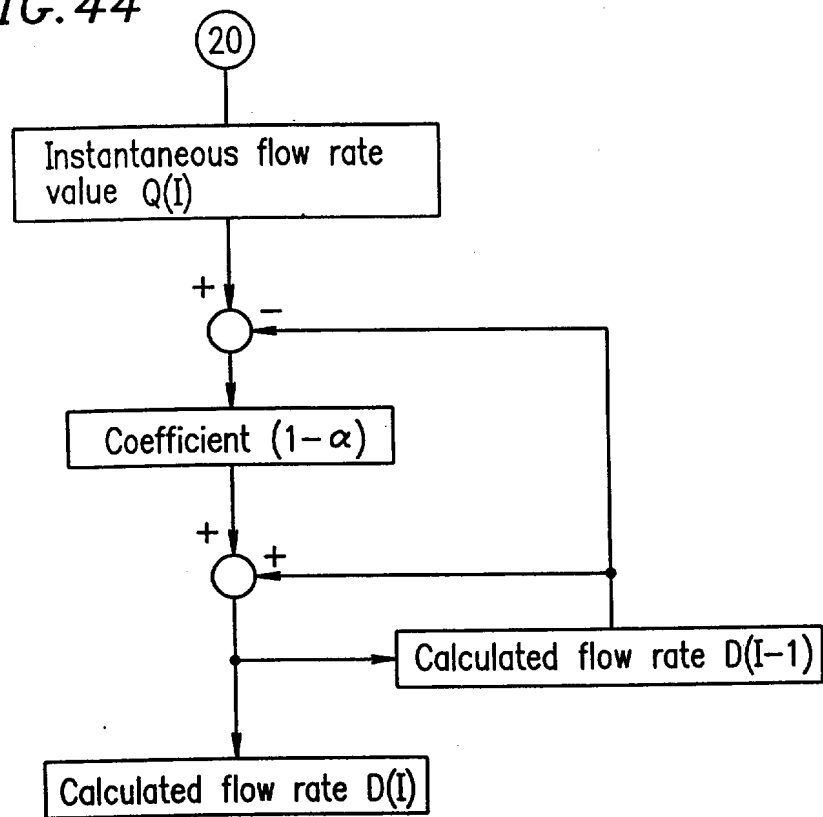 IG.44
20
Instantaneous flow rate
value Q(I)
+
−
Coefficient (1−α)
+
+
Calculated flow rate D(I−1)
Calculated flow rate D(I)